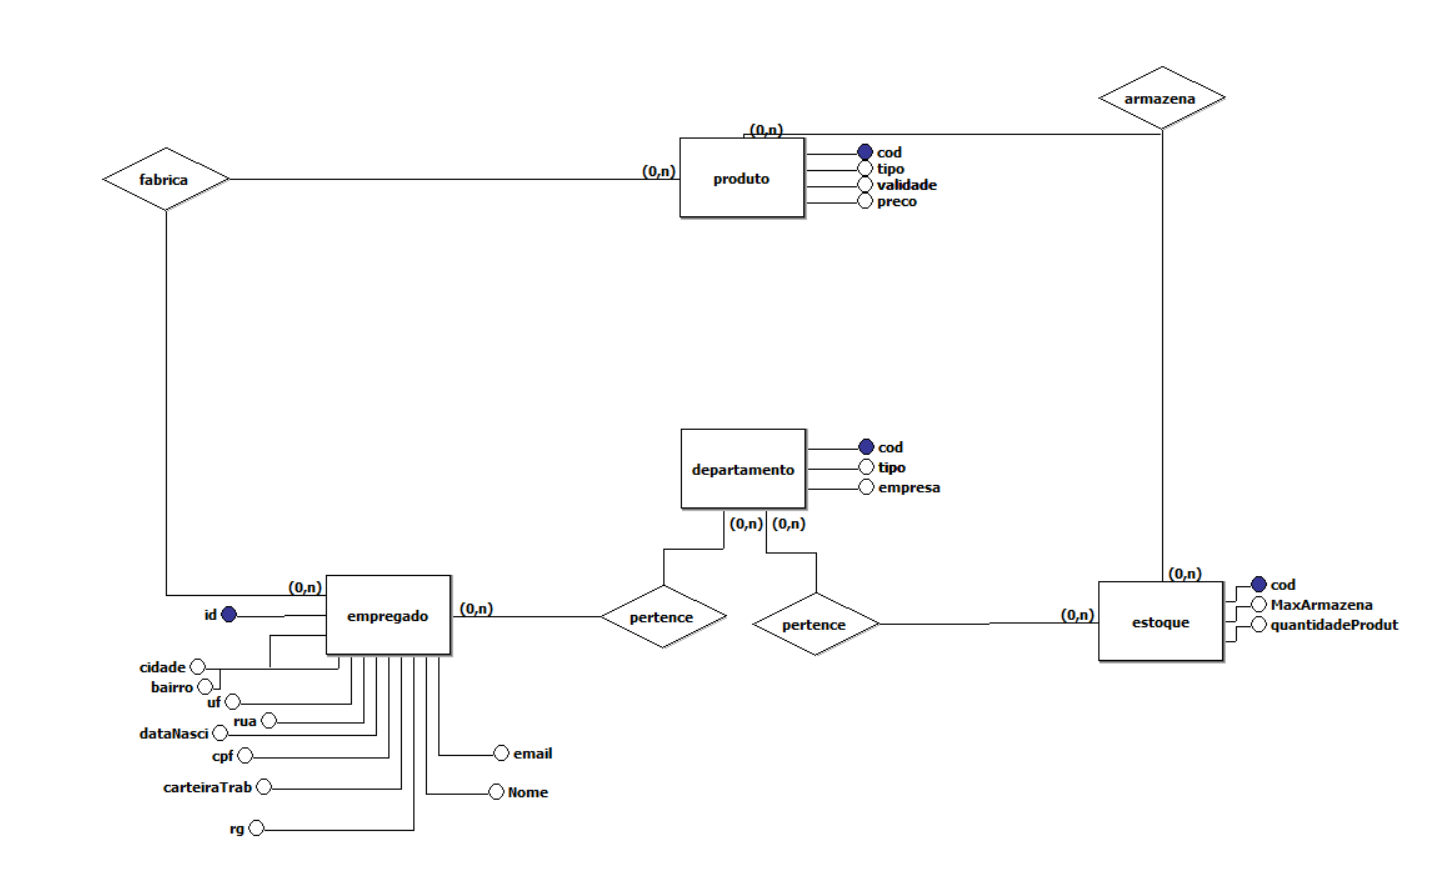 armazena
(0,n)
cod
tipo
validade
preco
produto
(0,n)
fabrica
departamento
cod
tipo
empresa
(0,n) (0,n)
(0,n)
id
empregado
(0,n)
pertence
pertence
(0,n)
(0,n)
estoque
cod
MaxArmazena
quantidadeProdut
cidade
bairro
uf
rua
dataNasci
cpf
carteiraTrab
rg
email
Nome